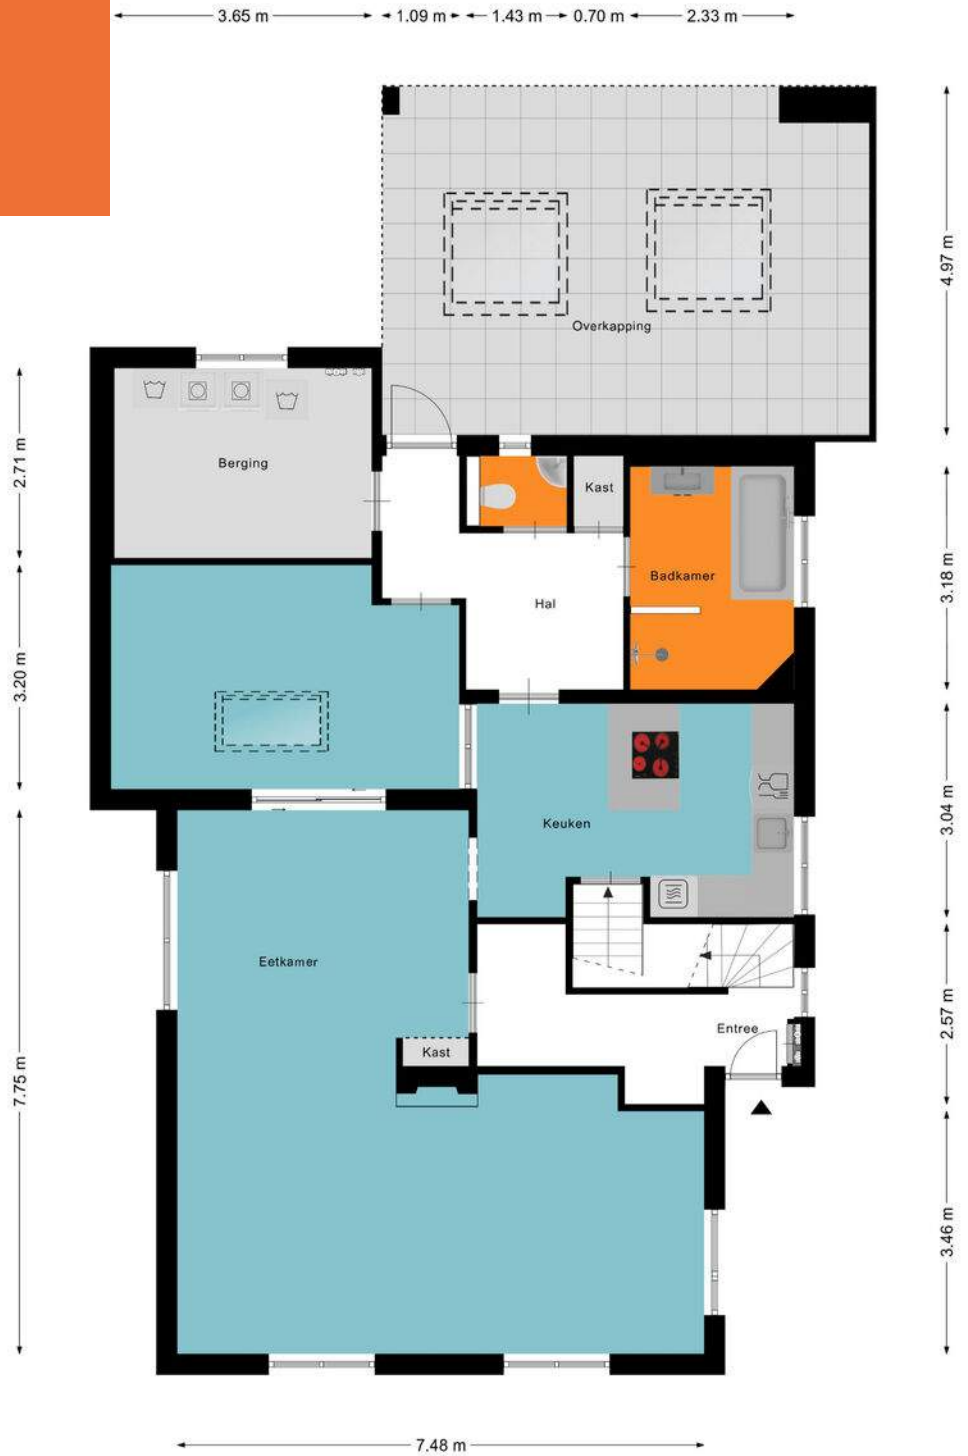 3.65 m
1.09 m
1.43 m
0.70 m
2.33 m
4.97 m
Overkapping
2.71 m
Berging
Kast
3.18 m
Badkamer
Hal
3.20 m
3.04 m
Keuken
Eetkamer
2.57 m
Entree
Kast
7.75 m
3.46 m
7.48 m